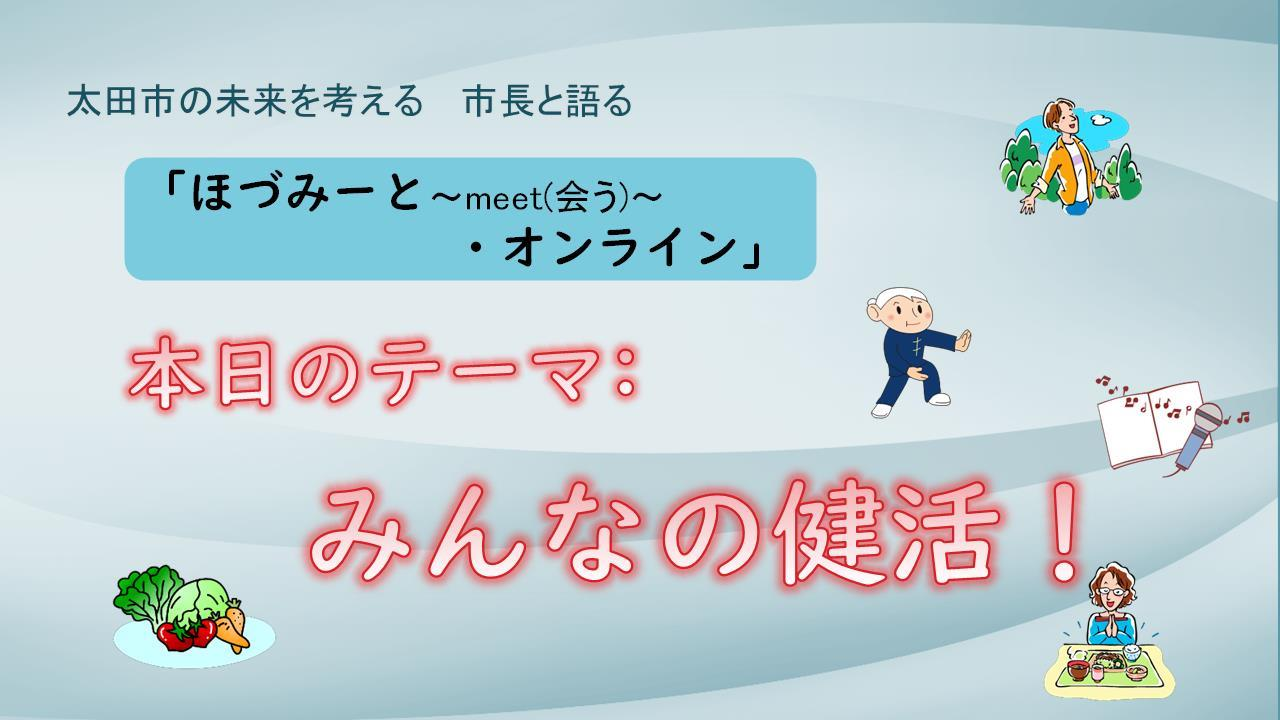 太田市の未来を考える　市長と語る
「ほづみーと～meet(会う)～
・オンライン」
本日のテーマ：
みんなの健活！